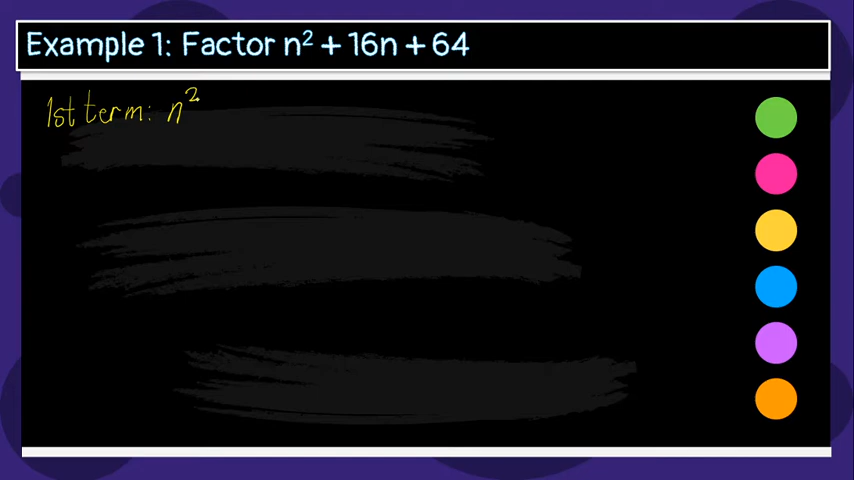 Example 1: Factor n² + 16n + 64
1st term: n²